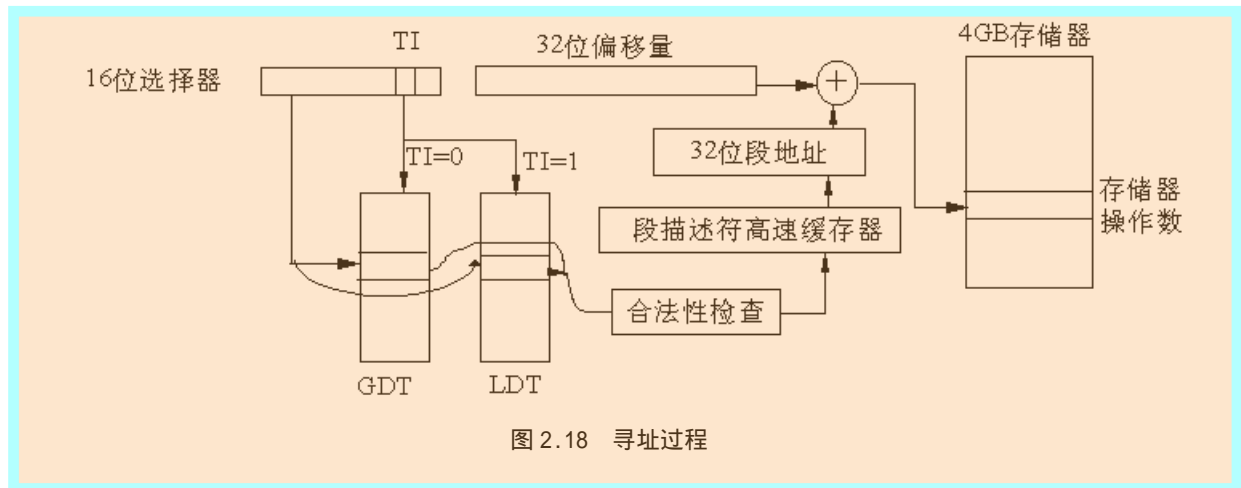 TI
32位偏移量
4GB存储器
16位选择器
32位段地址
TI=0
TI=1
存储器
操作数
段描述符高速缓存器
合法性检查
GDT
LDT
图 2.18 寻址过程